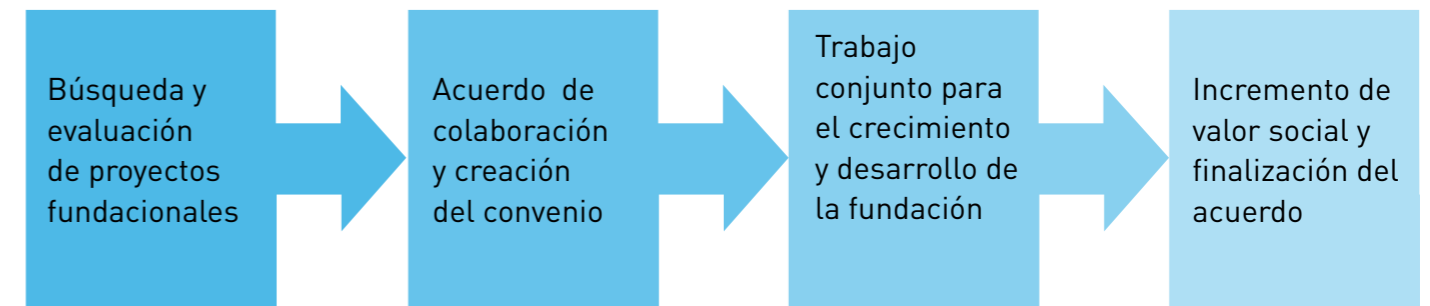 Búsqueda y
evaluación
de proyectos
fundacionales
Acuerdo de
colaboración
y creación
del convenio
Trabajo
conjunto para
el crecimiento
y desarrollo de
la fundación
Incremento de
valor social y
finalización del
acuerdo